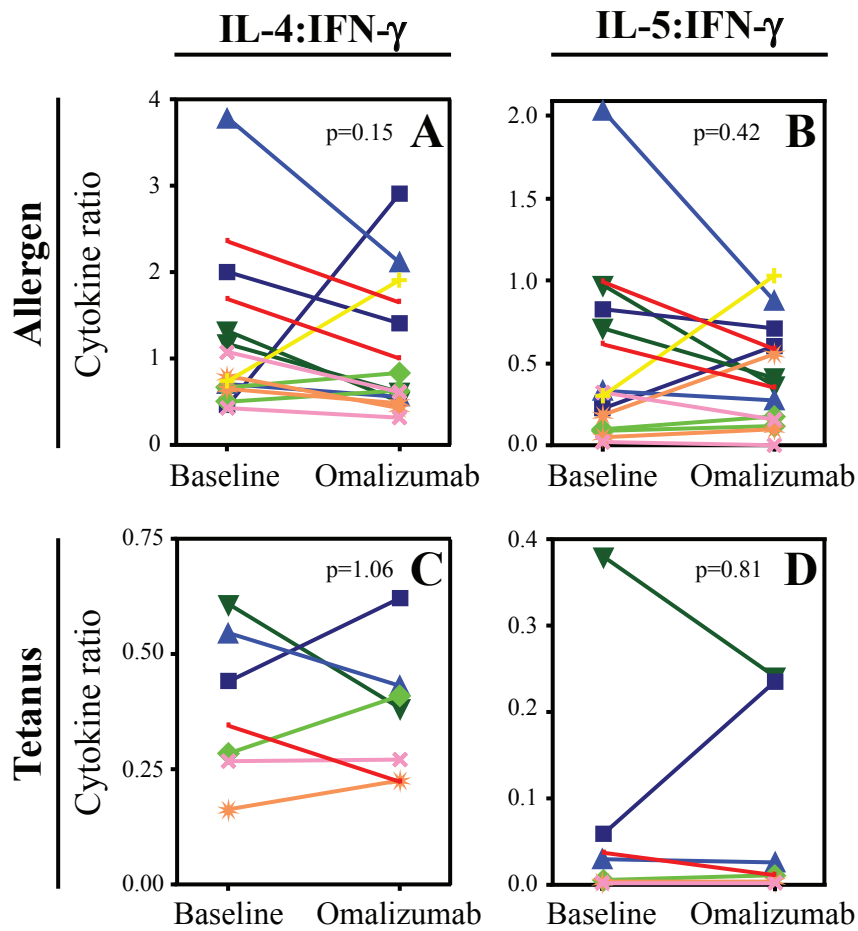 IL-4:IFN-γ
IL-5:IFN-γ
Allergen
Cytokine ratio
4
3
2
1
0
p=0.15
A
Baseline
Omalizumab
2.0
1.5
1.0
0.5
0.0
p=0.42
B
Baseline
Omalizumab
Tetanus
Cytokine ratio
0.75
0.50
0.25
0.00
p=1.06
C
Baseline
Omalizumab
0.4
0.3
0.2
0.1
0.0
p=0.81
D
Baseline
Omalizumab